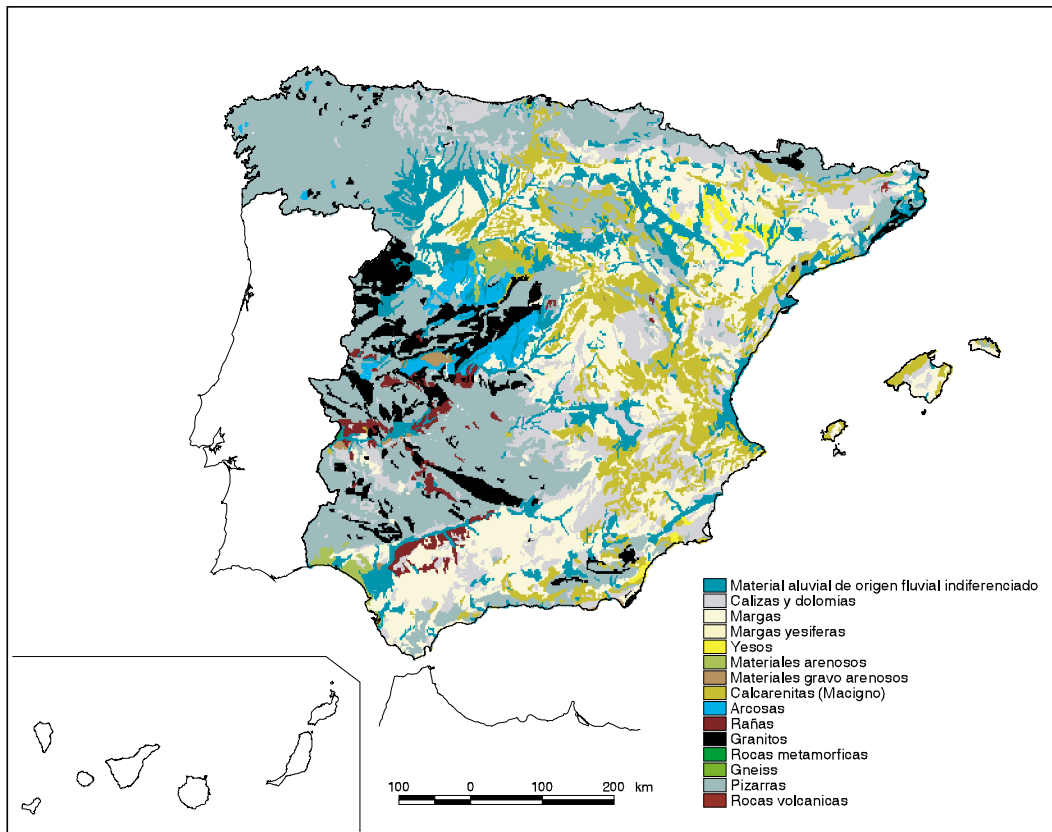 Material aluvial de origen fluvial indiferenciado
Calizas y dolomias
Margas
Margas yesiferas
Yesos
Materiales arenosos
Materiales gravo arenosos
Calcarenitas (Macigno)
Arcosas
Rañas
Granitos
Rocas metamorficas
Gneiss
Pizarras
Rocas volcanicas
100 0 100 200 km